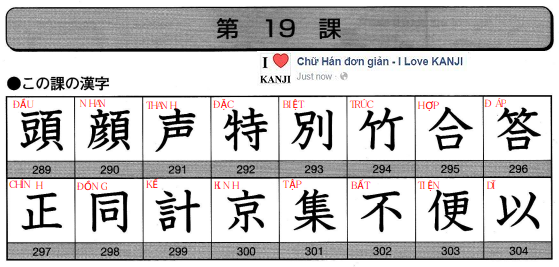 第 19 課
I ❤ KANJI
Chữ Hán đơn giản - I Love KANJI
Just now
●この課の漢字
ĐẦU NHAN THANH ĐẶC BIỆT TRÚC HỢP ĐÁP
頭 顔 声 特 別 竹 合 答
289 290 291 292 293 294 295 296
CHÍNH ĐỒNG KẾ KINH TẬP BẤT TIỆN DĨ
正 同 計 京 集 不 便 以
297 298 299 300 301 302 303 304